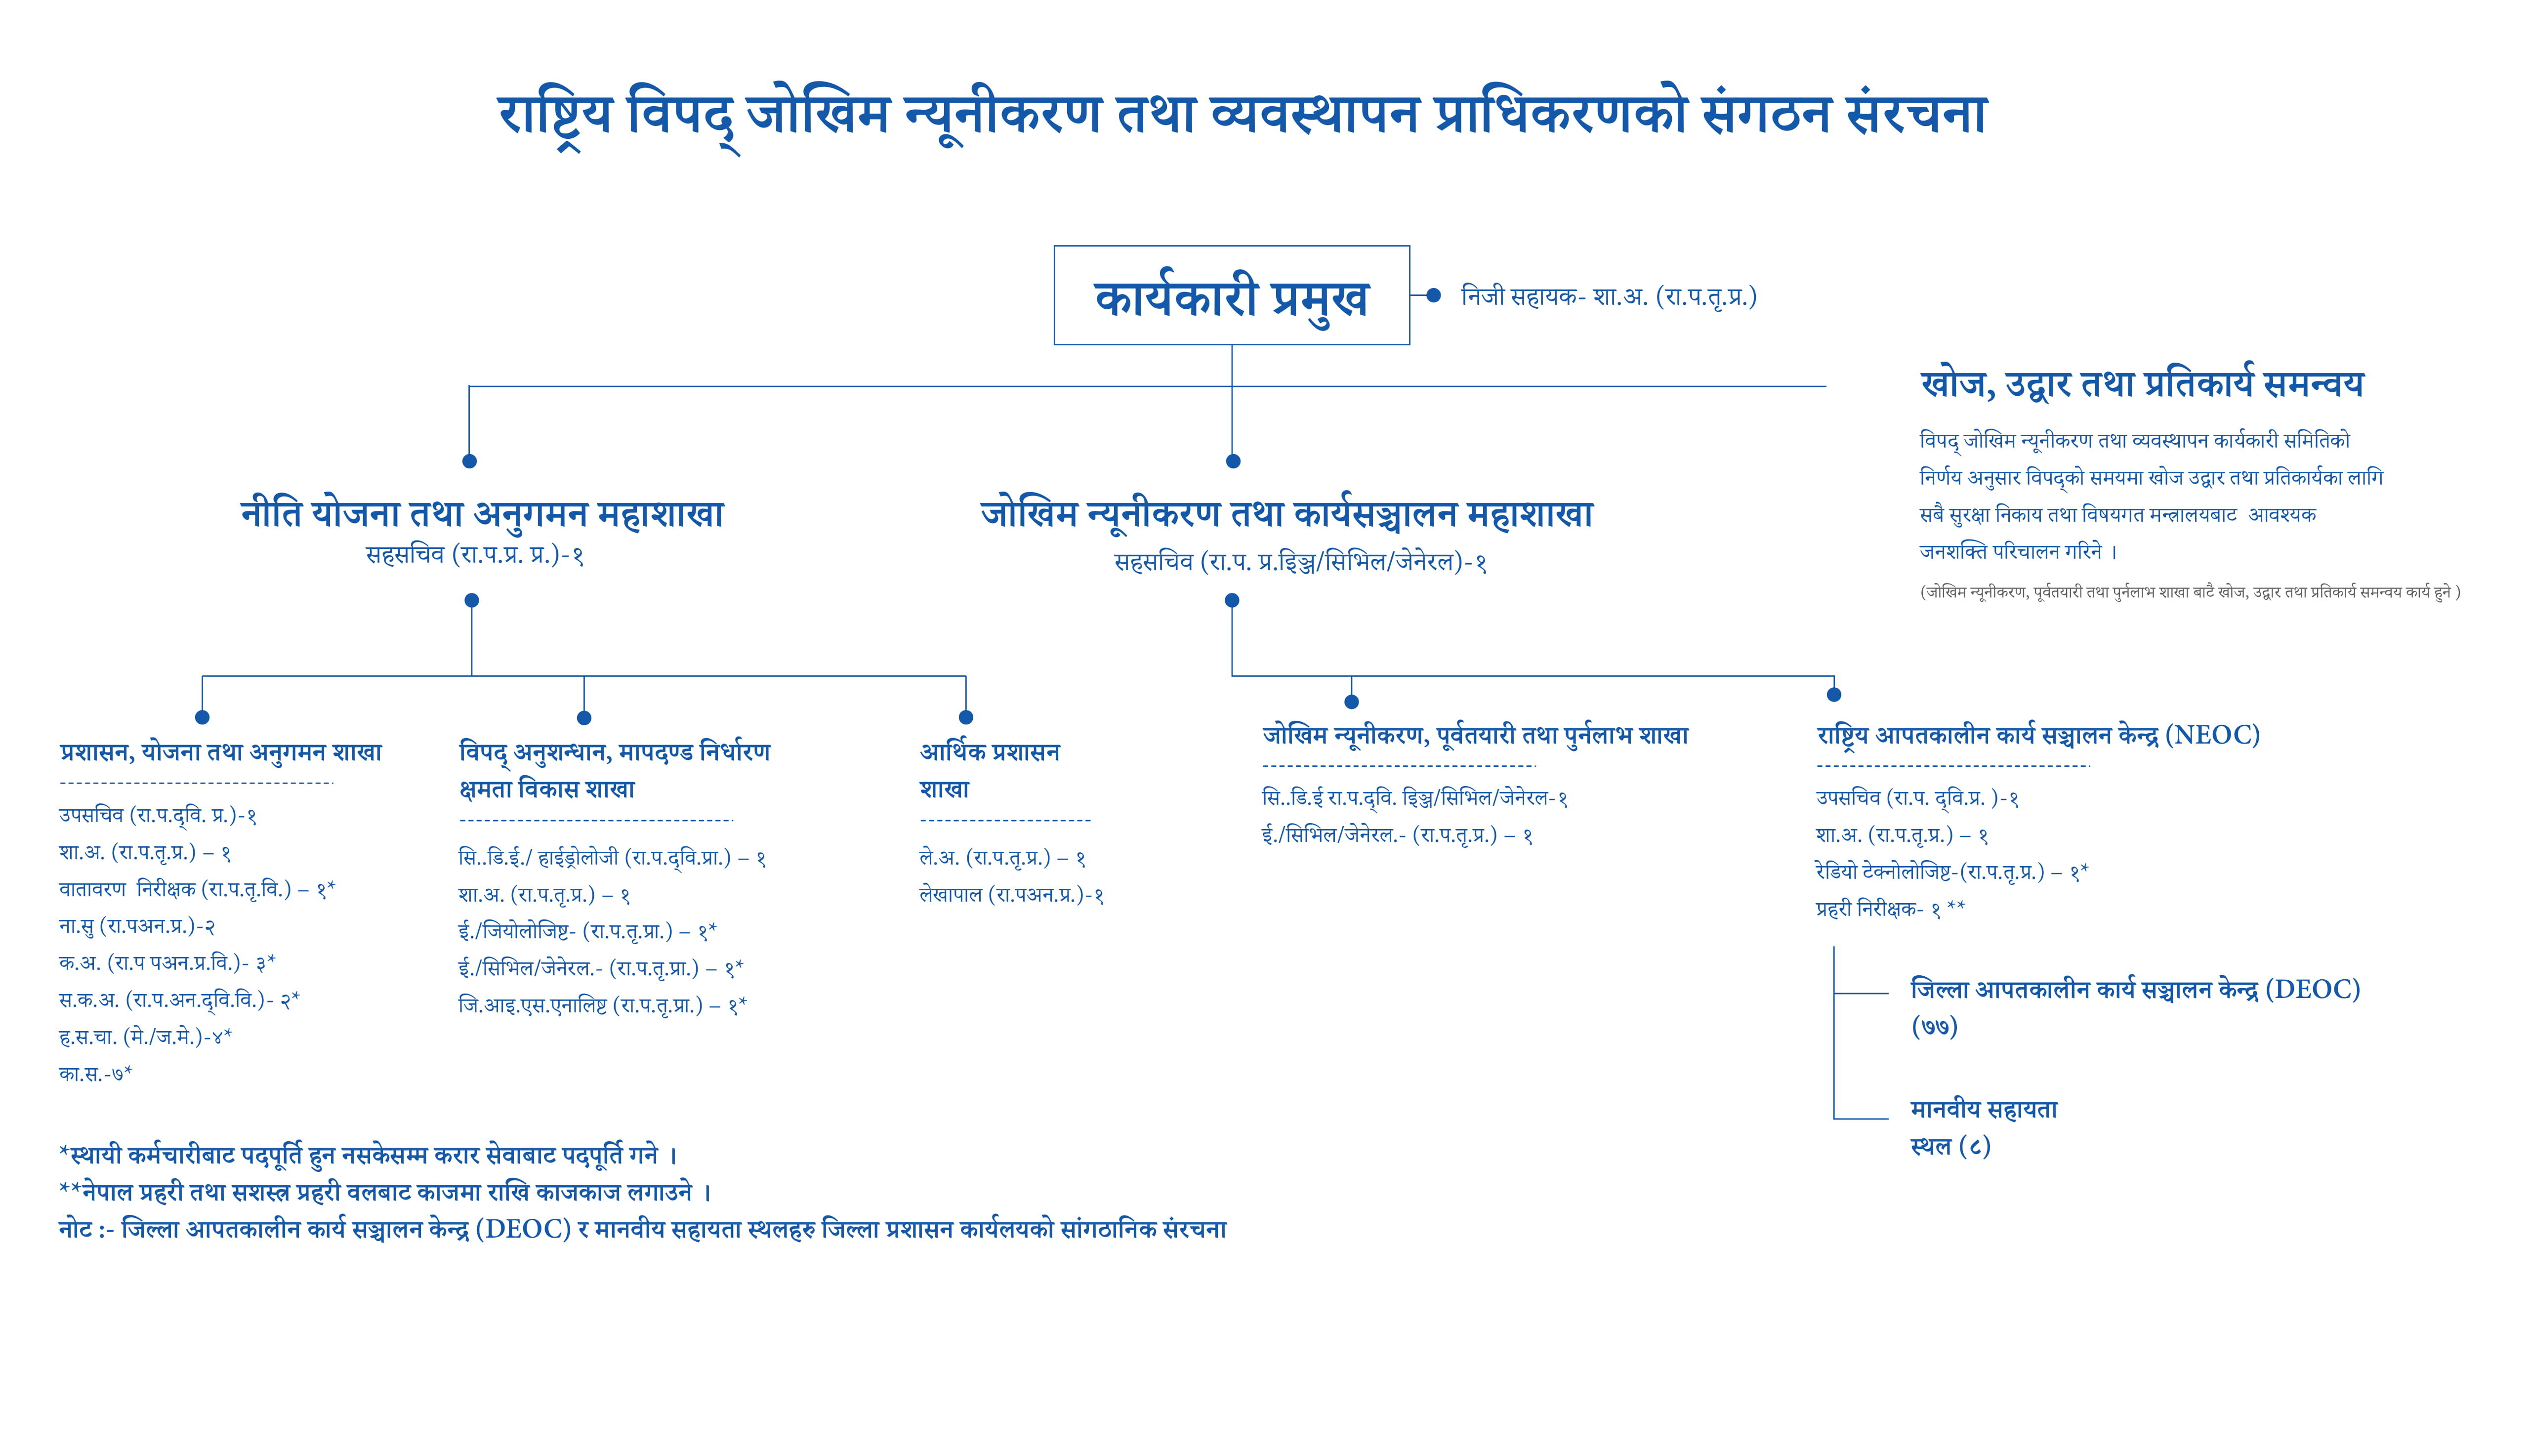 राष्ट्रिय विपद् जोखिम न्यूनीकरण तथा व्यवस्थापन प्राधिकरणको संगठन संरचना
कार्यकारी प्रमुख
निजी सहायक- शा.अ. (रा.प.तृ.प्र.)
खोज, उद्धार तथा प्रतिकार्य समन्वय
विपद् जोखिम न्यूनीकरण तथा व्यवस्थापन कार्यकारी समितिको
निर्णय अनुसार विपद्को समयमा खोज उद्धार तथा प्रतिकार्यका लागि
सबै सुरक्षा निकाय तथा विषयगत मन्त्रालयबाट आवश्यक
जनशक्ति परिचालन गरिने ।
(जोखिम न्यूनीकरण, पूर्वतयारी तथा पुर्नलाभ शाखा बाटै खोज, उद्धार तथा प्रतिकार्य समन्वय कार्य हुने )
नीति योजना तथा अनुगमन महाशाखा
सहसचिव (रा.प.प्र. प्र.)-१
जोखिम न्यूनीकरण तथा कार्यसञ्चालन महाशाखा
सहसचिव (रा.प. प्र.इिञ्ज/सिभिल/जेनेरल)-१
प्रशासन, योजना तथा अनुगमन शाखा
उपसचिव (रा.प.द्वि. प्र.)-१
शा.अ. (रा.प.तृ.प्र.) – १
वातावरण निरीक्षक (रा.प.तृ.वि.) – १*
ना.सु (रा.पअन.प्र.)-२
क.अ. (रा.प पअन.प्र.वि.)- ३*
स.क.अ. (रा.प.अन.द्वि.वि.)- २*
ह.स.चा. (मे./ज.मे.)-४*
का.स.-७*
विपद् अनुशन्धान, मापदण्ड निर्धारण
क्षमता विकास शाखा
सि..डि.ई./ हाईड्रोलोजी (रा.प.द्वि.प्रा.) – १
शा.अ. (रा.प.तृ.प्र.) – १
ई./जियोलोजिष्ट- (रा.प.तृ.प्रा.) – १*
ई./सिभिल/जेनेरल.- (रा.प.तृ.प्रा.) – १*
जि.आइ.एस.एनालिष्ट (रा.प.तृ.प्रा.) – १*
आर्थिक प्रशासन
शाखा
ले.अ. (रा.प.तृ.प्र.) – १
लेखापाल (रा.पअन.प्र.)-१
जोखिम न्यूनीकरण, पूर्वतयारी तथा पुर्नलाभ शाखा
सि..डि.ई रा.प.द्वि. इिञ्ज/सिभिल/जेनेरल-१
ई./सिभिल/जेनेरल.- (रा.प.तृ.प्र.) – १
राष्ट्रिय आपतकालीन कार्य सञ्चालन केन्द्र (NEOC)
उपसचिव (रा.प. द्वि.प्र. )-१
शा.अ. (रा.प.तृ.प्र.) – १
रेडियो टेक्नोलोजिष्ट-(रा.प.तृ.प्र.) – १*
प्रहरी निरीक्षक- १ **
जिल्ला आपतकालीन कार्य सञ्चालन केन्द्र (DEOC)
(७७)
मानवीय सहायता
स्थल (८)
*स्थायी कर्मचारीबाट पदपूर्ति हुन नसकेसम्म करार सेवाबाट पदपूर्ति गने ।
**नेपाल प्रहरी तथा सशस्त्र प्रहरी वलबाट काजमा राखि काजकाज लगाउने ।
नोट :- जिल्ला आपतकालीन कार्य सञ्चालन केन्द्र (DEOC) र मानवीय सहायता स्थलहरु जिल्ला प्रशासन कार्यलयको सांगठानिक संरचना